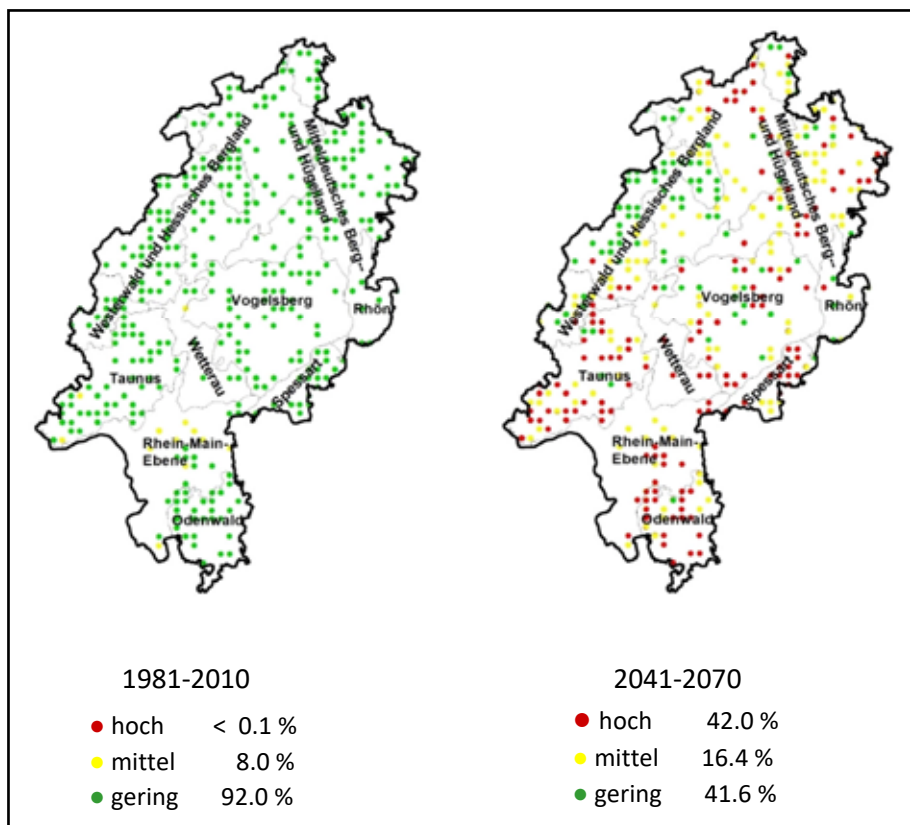 Westerwald und Hessisches Bergland
Mitteldeutsches Berg--
und Hügelland
Vogelsberg
Rhön
Wetterau
Taunus
Spessart
Rhein-Main-
Ebene
Odenwald
Westerwald und Hessisches Bergland
Mitteldeutsches Berg--
und Hügelland
Vogelsberg
Rhön
Wetterau
Taunus
Spessart
Rhein-Main-
Ebene
Odenwald
1981-2010
hoch < 0.1 %
mittel 8.0 %
gering 92.0 %
2041-2070
hoch 42.0 %
mittel 16.4 %
gering 41.6 %